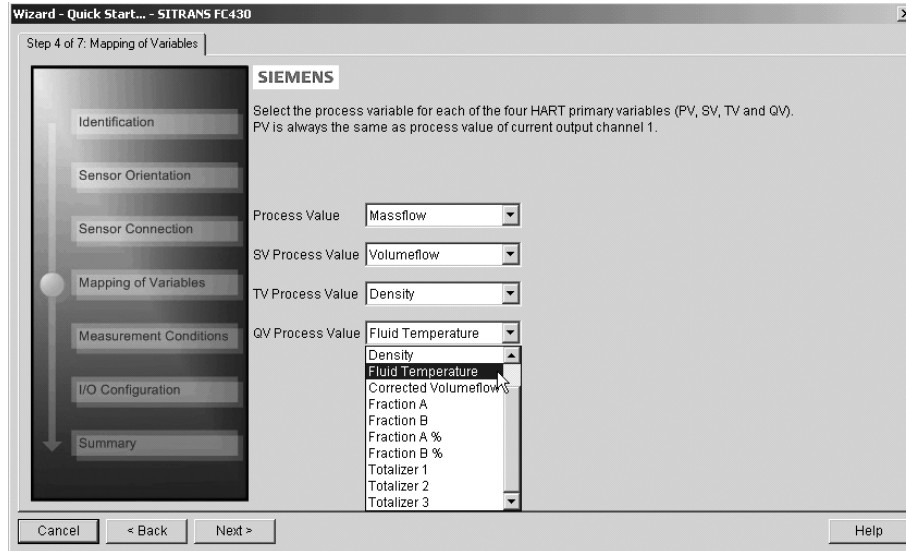 Wizard - Quick Start... - SITRANS FC430
Step 4 of 7: Mapping of Variables
SIEMENS
Select the process variable for each of the four HART primary variables (PV, SV, TV and QV).
PV is always the same as process value of current output channel 1.
Identification
Sensor Orientation
Sensor Connection
Mapping of Variables
Measurement Conditions
I/O Configuration
Summary
Process Value Massflow
SV Process Value Volumeflow
TV Process Value Density
QV Process Value Fluid Temperature
Density
Fluid Temperature
Corrected Volumeflow
Fraction A
Fraction B
Fraction A %
Fraction B %
Totalizer 1
Totalizer 2
Totalizer 3
Cancel < Back Next > Help